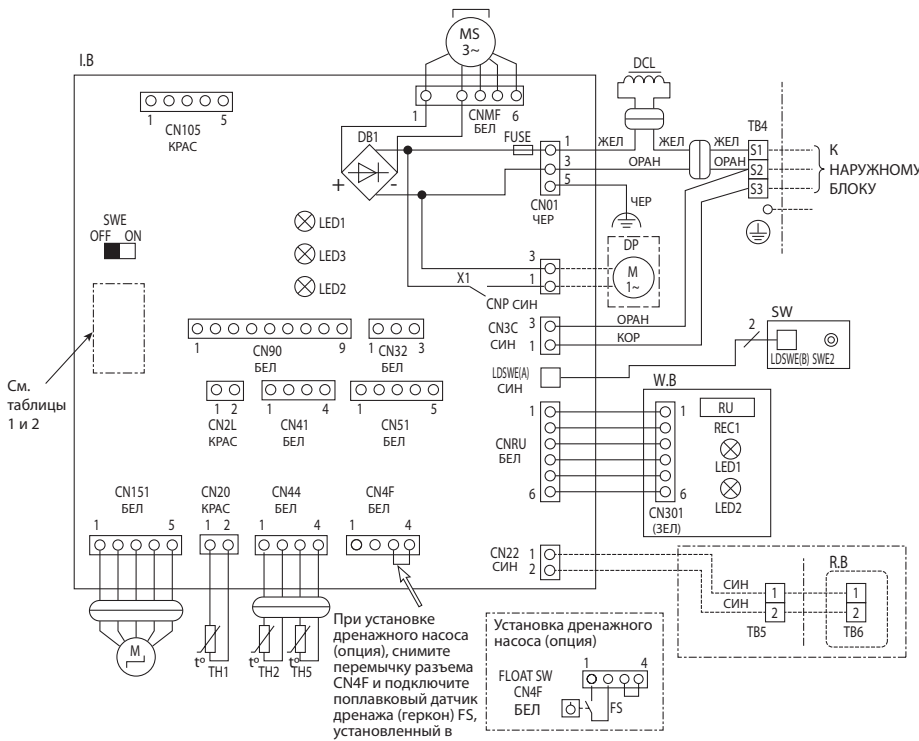 I.B
MS
3~
1
CNMF
6
БЕЛ
DCL
1
5
CN105
КРАС
DB1
+
-
FUSE
1
3
5
CN01
ЧЕР
ЖЕЛ
ЖЕЛ
ЖЕЛ
ОРАН
ОРАН
ЧЕР
TB4
S1
S2
S3
К
НАРУЖНОМУ
БЛОКУ
SWE
OFF ON
LED1
LED3
LED2
X1
3
1
CNP СИН
DP
M
1~
См.
таблицы
1 и 2
1
CN90
9
БЕЛ
1
CN32
3
БЕЛ
CN3C
СИН
3
1
ОРАН
КОР
LDSWE(A)
СИН
2
SW
LDSWE(B) SWE2
1 2
CN2L
КРАС
1
4
CN41
БЕЛ
1
5
CN51
БЕЛ
CNRU
БЕЛ
1
6
W.B
1
6
CN301
(ЗЕЛ)
RU
REC1
LED1
LED2
CN151
БЕЛ
1
5
M
CN20
КРАС
1 2
t°
TH1
CN44
БЕЛ
1
4
t°
TH2
t°
TH5
CN4F
БЕЛ
1
4
CN22
СИН
1
2
СИН
СИН
1
2
TB5
R.B
1
2
TB6
При установке
дренажного насоса
(опция), снимите
перемычку разъема
CN4F и подключите
поплавковый датчик
дренажа (геркон) FS,
установленный в
Установка дренажного
насоса (опция)
FLOAT SW
CN4F
БЕЛ
1
4
FS